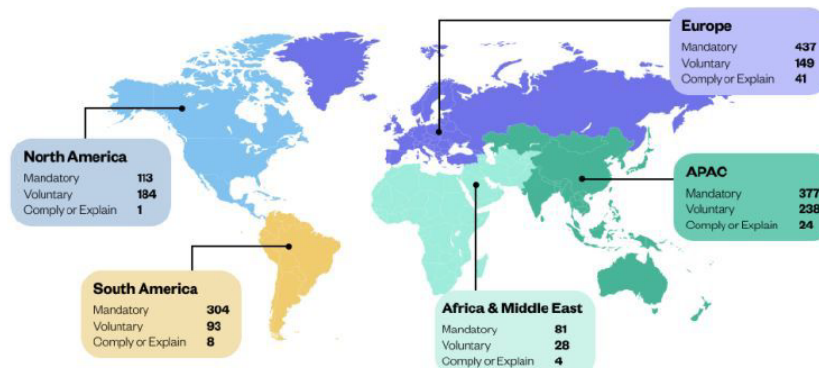 Europe
Mandatory 437
Voluntary 149
Comply or Explain 41
North America
Mandatory 113
Voluntary 184
Comply or Explain 1
APAC
Mandatory 377
Voluntary 238
Comply or Explain 24
South America
Mandatory 304
Voluntary 93
Comply or Explain 8
Africa & Middle East
Mandatory 81
Voluntary 28
Comply or Explain 4